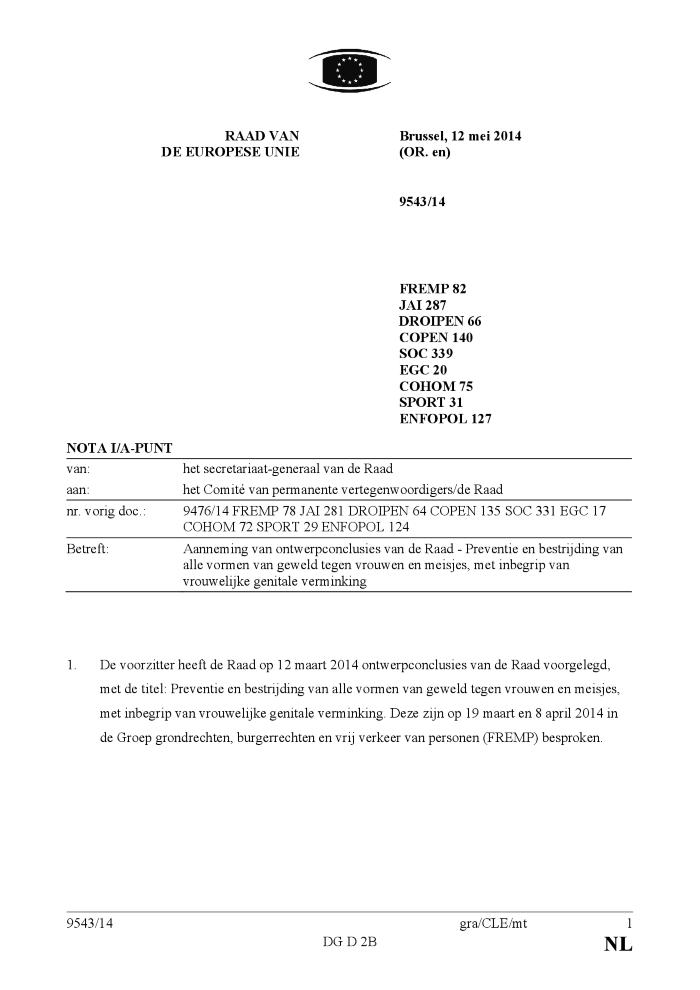 RAAD VAN
DE EUROPESE UNIE
Brussel, 12 mei 2014
(OR. en)
9543/14
FREMP 82
JAI 287
DROIPEN 66
COPEN 140
SOC 339
EGC 20
COHOM 75
SPORT 31
ENFOPOL 127
NOTA I/A-PUNT
van: het secretariaat-generaal van de Raad
aan: het Comité van permanente vertegenwoordigers/de Raad
nr. vorig doc.: 9476/14 FREMP 78 JAI 281 DROIPEN 64 COPEN 135 SOC 331 EGC 17
COHOM 72 SPORT 29 ENFOPOL 124
Betreft: Aanneming van ontwerpconclusies van de Raad - Preventie en bestrijding van
alle vormen van geweld tegen vrouwen en meisjes, met inbegrip van
vrouwelijke genitale verminking
1. De voorzitter heeft de Raad op 12 maart 2014 ontwerpconclusies van de Raad voorgelegd,
met de titel: Preventie en bestrijding van alle vormen van geweld tegen vrouwen en meisjes,
met inbegrip van vrouwelijke genitale verminking. Deze zijn op 19 maart en 8 april 2014 in
de Groep grondrechten, burgerrechten en vrij verkeer van personen (FREMP) besproken.
9543/14 gra/CLE/mt 1
DG D 2B NL